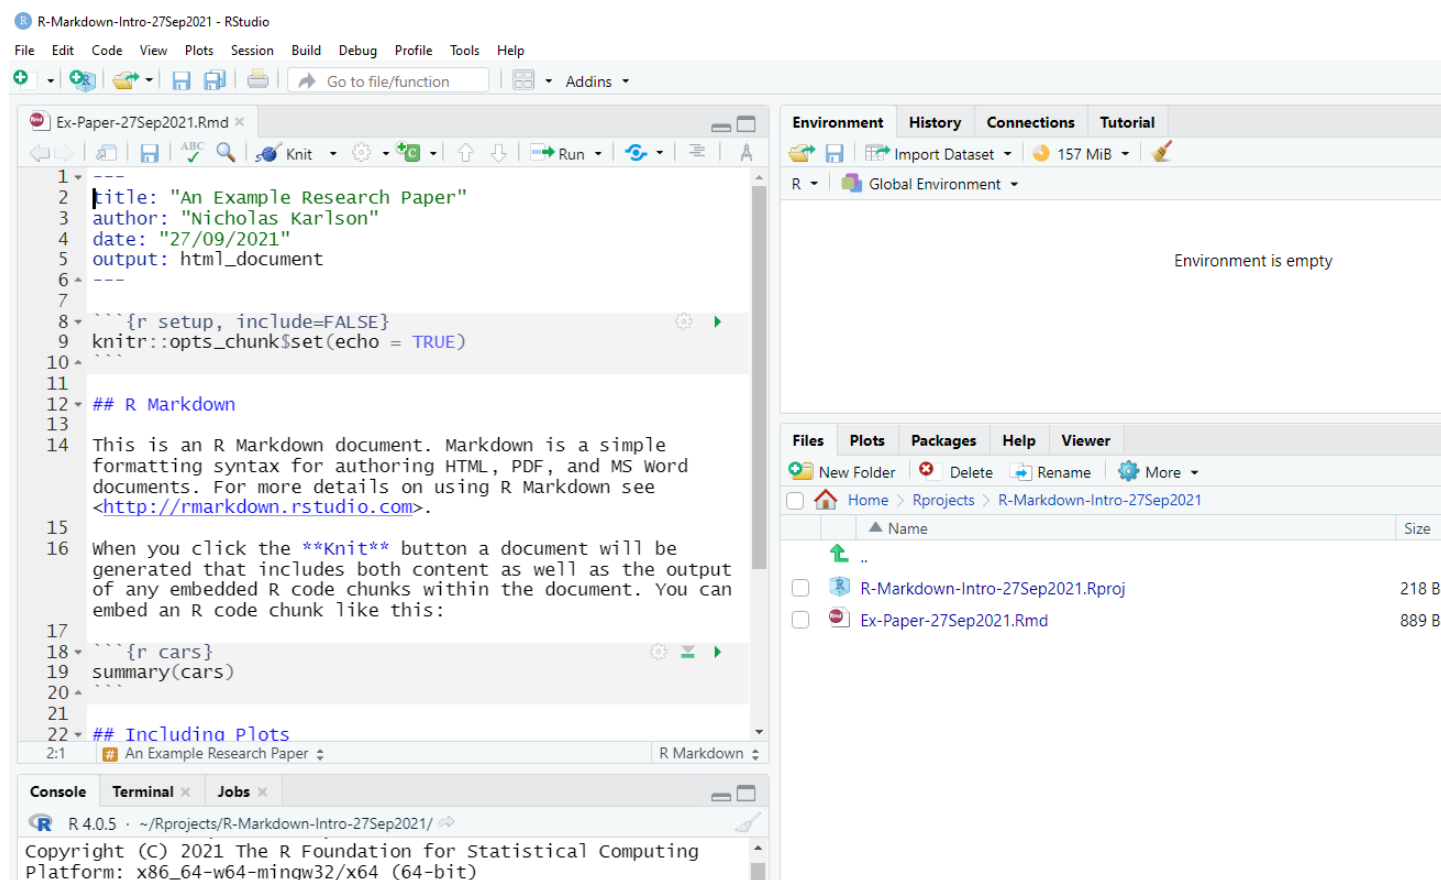 R-Markdown-Intro-27Sep2021 - RStudio
File Edit Code View Plots Session Build Debug Profile Tools Help
Go to file/function
Addins
Ex-Paper-27Sep2021.Rmd
ABC
Knit
Run
1 ---
2 title: "An Example Research Paper"
3 author: "Nicholas Karlson"
4 date: "27/09/2021"
5 output: html_document
6 ---
7
8 ```{r setup, include=FALSE}
9 knitr::opts_chunk$set(echo = TRUE)
10 ```
11
12 ## R Markdown
13
14 This is an R Markdown document. Markdown is a simple
formatting syntax for authoring HTML, PDF, and MS Word
documents. For more details on using R Markdown see
<http://rmarkdown.rstudio.com>.
15
16 When you click the **Knit** button a document will be
generated that includes both content as well as the output
of any embedded R code chunks within the document. You can
embed an R code chunk like this:
17
18 ```{r cars}
19 summary(cars)
20 ```
21
22 ## Including Plots
2:1 # An Example Research Paper R Markdown
Console Terminal Jobs
R 4.0.5 · ~/Rprojects/R-Markdown-Intro-27Sep2021/
Copyright (C) 2021 The R Foundation for Statistical Computing
Platform: x86_64-w64-mingw32/x64 (64-bit)
Environment History Connections Tutorial
Import Dataset 157 MiB
R Global Environment
Environment is empty
Files Plots Packages Help Viewer
New Folder Delete Rename More
Home Rprojects R-Markdown-Intro-27Sep2021
Name Size
..
R-Markdown-Intro-27Sep2021.Rproj 218 B
Ex-Paper-27Sep2021.Rmd 889 B